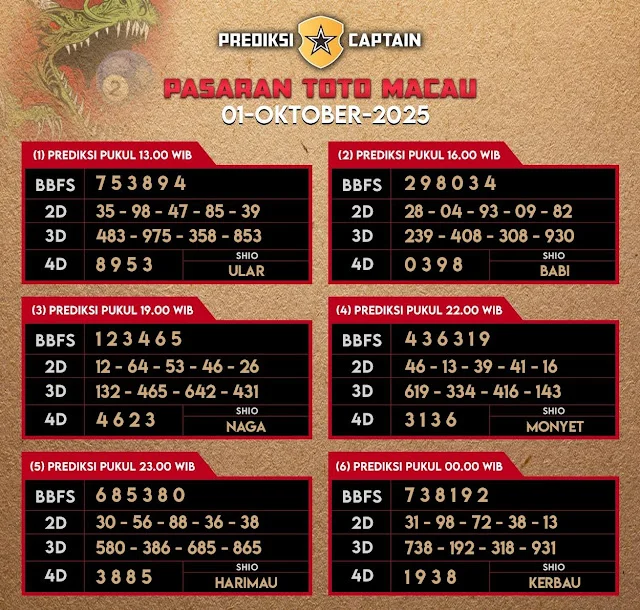 PREDIKSI CAPTAIN
PASARAN TOTO MACAU
01-OKTOBER-2025
2
(1) PREDIKSI PUKUL 13.00 WIB
BBFS 7 5 3 8 9 4
2D 35 - 98 - 47 - 85 - 39
3D 483 - 975 - 358 - 853
4D 8 9 5 3 SHIO
ULAR
(2) PREDIKSI PUKUL 16.00 WIB
BBFS 2 9 8 0 3 4
2D 28 - 04 - 93 - 09 - 82
3D 239 - 408 - 308 - 930
4D 0 3 9 8 SHIO
BABI
(3) PREDIKSI PUKUL 19.00 WIB
BBFS 1 2 3 4 6 5
2D 12 - 64 - 53 - 46 - 26
3D 132 - 465 - 642 - 431
4D 4 6 2 3 SHIO
NAGA
(4) PREDIKSI PUKUL 22.00 WIB
BBFS 4 3 6 3 1 9
2D 46 - 13 - 39 - 41 - 16
3D 619 - 334 - 416 - 143
4D 3 1 3 6 SHIO
MONYET
(5) PREDIKSI PUKUL 23.00 WIB
BBFS 6 8 5 3 8 0
2D 30 - 56 - 88 - 36 - 38
3D 580 - 386 - 685 - 865
4D 3 8 8 5 SHIO
HARIMAU
(6) PREDIKSI PUKUL 00.00 WIB
BBFS 7 3 8 1 9 2
2D 31 - 98 - 72 - 38 - 13
3D 738 - 192 - 318 - 931
4D 1 9 3 8 SHIO
KERBAU